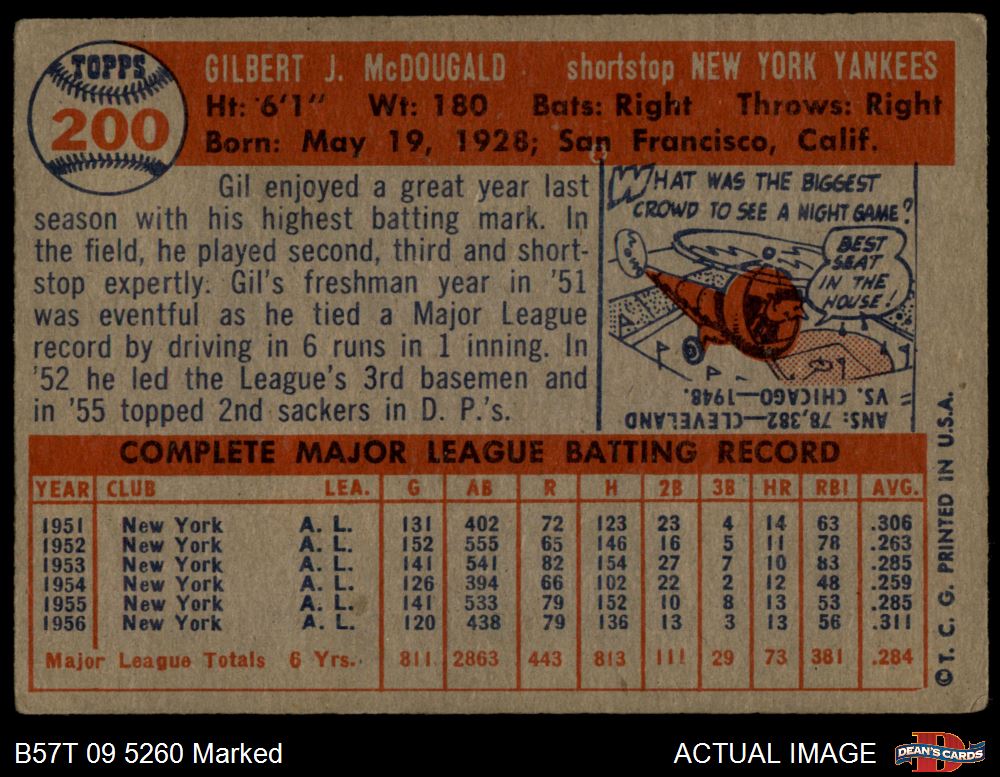 TOPPS
200
GILBERT J. McDOUGALD shortstop NEW YORK YANKEES
Ht: 6'1" Wt: 180 Bats: Right Throws: Right
Born: May 19, 1928; San Francisco, Calif.
Gil enjoyed a great year last
season with his highest batting mark. In
the field, he played second, third and short-
stop expertly. Gil's freshman year in '51
was eventful as he tied a Major League
record by driving in 6 runs in 1 inning. In
'52 he led the League's 3rd basemen and
in '55 topped 2nd sackers in D. P.'s.
WHAT WAS THE BIGGEST
CROWD TO SEE A NIGHT GAME?
BEST
SEAT
IN THE
HOUSE!
ANS: 78,382—CLEVELAND
VS. CHICAGO—1948.
COMPLETE MAJOR LEAGUE BATTING RECORD
YEAR CLUB LEA. G AB R H 2B 3B HR RBI AVG.
1951 New York A. L. 131 402 72 123 23 4 14 63 .306
1952 New York A. L. 152 555 65 146 16 5 11 78 .263
1953 New York A. L. 141 541 82 154 27 7 10 83 .285
1954 New York A. L. 126 394 66 102 22 2 12 48 .259
1955 New York A. L. 141 533 79 152 10 8 13 53 .285
1956 New York A. L. 120 438 79 136 13 3 13 56 .311
Major League Totals 6 Yrs. 811 2863 443 813 111 29 73 381 .284
© T. C. G. PRINTED IN U.S.A.
B57T 09 5260 Marked
ACTUAL IMAGE
DEAN'S CARDS